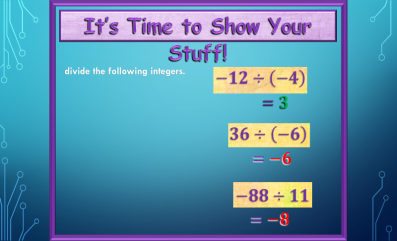 It's Time to Show Your
Stuff!
divide the following integers.
−12 ÷ (−4)
= 3
36 ÷ (−6)
= −6
−88 ÷ 11
= −8